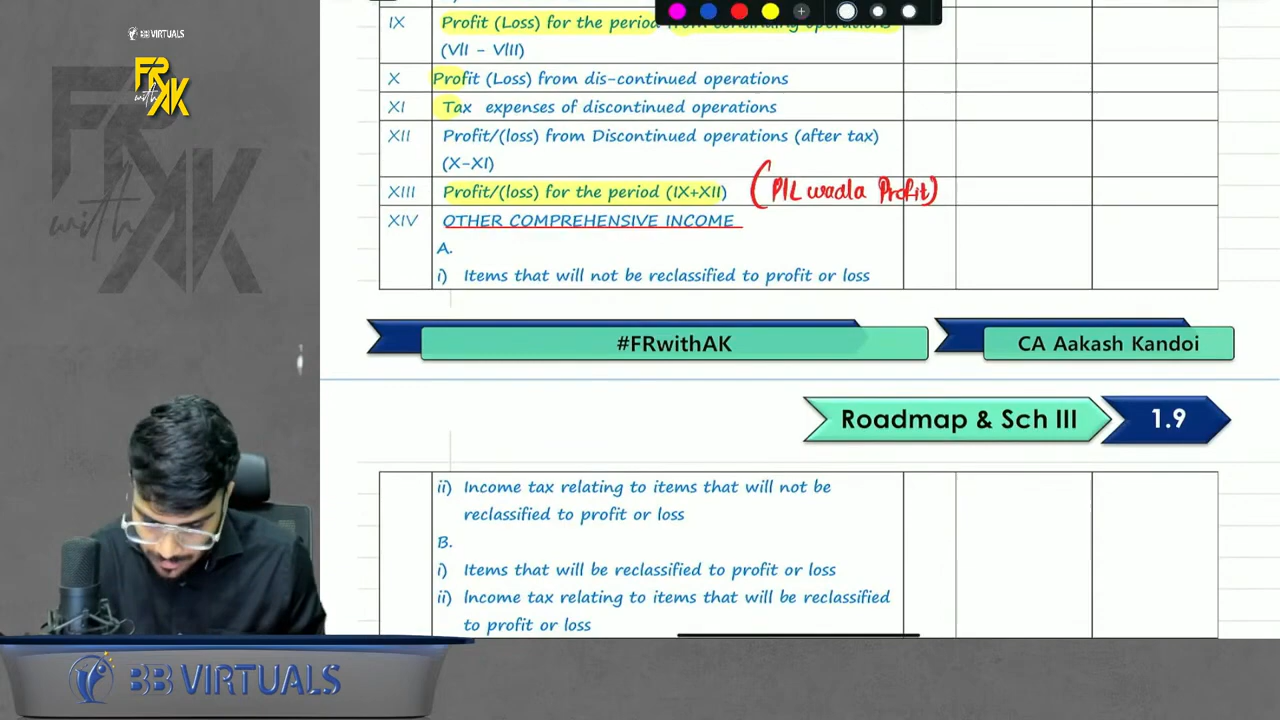 BB VIRTUALS
FR
with
AK
FR
with
AK
IX Profit (Loss) for the period from continuing operations
(VII - VIII)
X Profit (Loss) from dis-continued operations
XI Tax expenses of discontinued operations
XII Profit/(loss) from Discontinued operations (after tax)
(X-XI)
XIII Profit/(loss) for the period (IX+XII) (P/L waala Profit)
XIV OTHER COMPREHENSIVE INCOME
A.
i) Items that will not be reclassified to profit or loss
#FRwithAK
CA Aakash Kandoi
Roadmap & Sch III 1.9
ii) Income tax relating to items that will not be
reclassified to profit or loss
B.
i) Items that will be reclassified to profit or loss
ii) Income tax relating to items that will be reclassified
to profit or loss
BB VIRTUALS